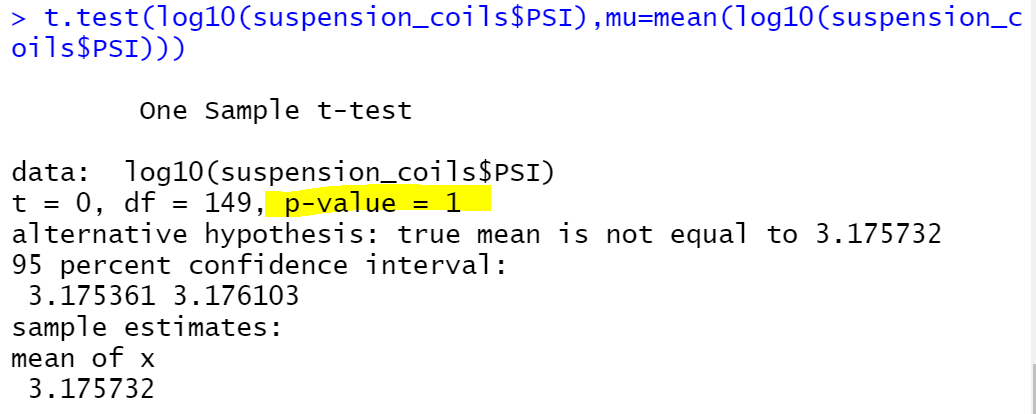 > t.test(log10(suspension_coils$PSI),mu=mean(log10(suspension_c
oils$PSI)))
One Sample t-test
data:  log10(suspension_coils$PSI)
t = 0, df = 149, p-value = 1
alternative hypothesis: true mean is not equal to 3.175732
95 percent confidence interval:
3.175361 3.176103
sample estimates:
mean of x
3.175732